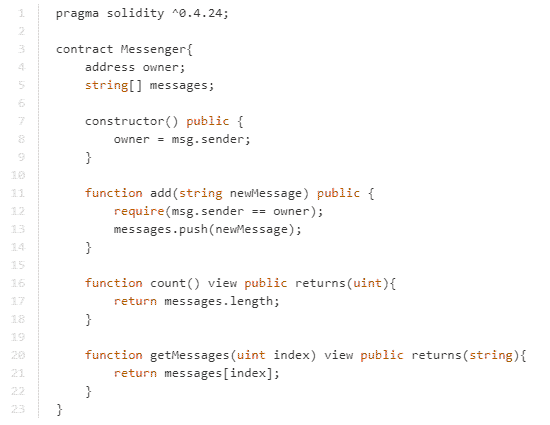 1 pragma solidity ^0.4.24;
2
3 contract Messenger{
4 address owner;
5 string[] messages;
6
7 constructor() public {
8 owner = msg.sender;
9 }
10
11 function add(string newMessage) public {
12 require(msg.sender == owner);
13 messages.push(newMessage);
14 }
15
16 function count() view public returns(uint){
17 return messages.length;
18 }
19
20 function getMessages(uint index) view public returns(string){
21 return messages[index];
22 }
23 }